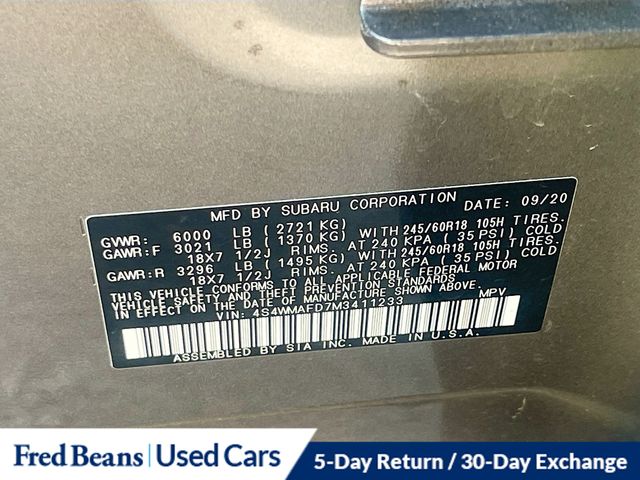 MFD BY SUBARU CORPORATION DATE: 09/20
GVWR: 6000 LB ( 2721 KG)
GAWR:F 3021 LB ( 1370 KG) WITH 245/60R18 105H TIRES.
18X7 1/2J RIMS. AT 240 KPA ( 35 PSI) COLD
GAWR:R 3296 LB ( 1495 KG) WITH 245/60R18 105H TIRES.
18X7 1/2J RIMS. AT 240 KPA ( 35 PSI) COLD
THIS VEHICLE CONFORMS TO ALL APPLICABLE FEDERAL MOTOR
VEHICLE SAFETY AND THEFT PREVENTION STANDARDS
IN EFFECT ON THE DATE OF MANUFACTURE SHOWN ABOVE.
VIN: 4S4WMAFD7M3411233 MPV
ASSEMBLED BY SIA INC. MADE IN U.S.A.
Fred Beans | Used Cars 5-Day Return / 30-Day Exchange